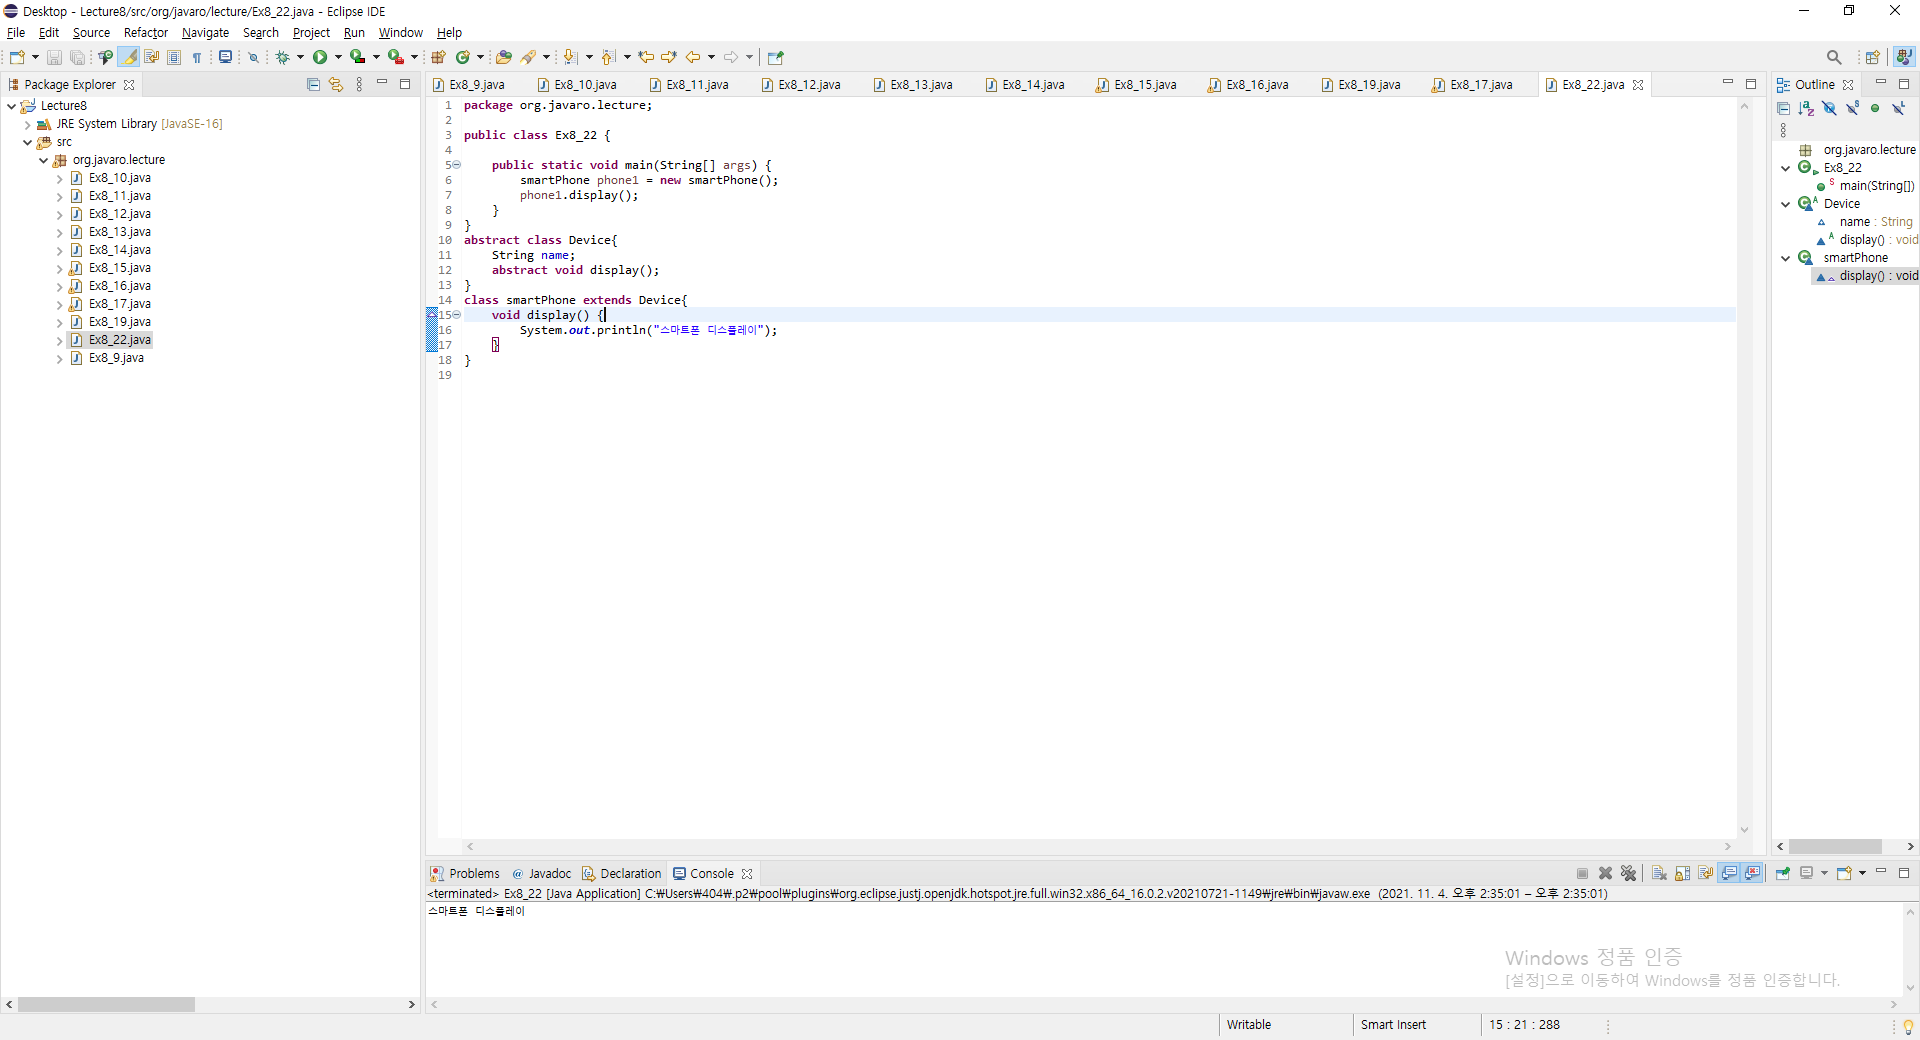 Desktop - Lecture8/src/org/javaro/lecture/Ex8_22.java - Eclipse IDE
File Edit Source Refactor Navigate Search Project Run Window Help
Package Explorer
Lecture8
JRE System Library [JavaSE-16]
src
org.javaro.lecture
Ex8_10.java
Ex8_11.java
Ex8_12.java
Ex8_13.java
Ex8_14.java
Ex8_15.java
Ex8_16.java
Ex8_17.java
Ex8_19.java
Ex8_22.java
Ex8_9.java
Ex8_9.java Ex8_10.java Ex8_11.java Ex8_12.java Ex8_13.java Ex8_14.java Ex8_15.java Ex8_16.java Ex8_19.java Ex8_17.java Ex8_22.java
1 package org.javaro.lecture;
2
3 public class Ex8_22 {
4
5 public static void main(String[] args) {
6 smartPhone phone1 = new smartPhone();
7 phone1.display();
8 }
9 }
10 abstract class Device{
11 String name;
12 abstract void display();
13 }
14 class smartPhone extends Device{
15 void display() {
16 System.out.println("스마트폰 디스플레이");
17 }
18 }
19
Outline
org.javaro.lecture
Ex8_22
main(String[])
Device
name : String
display() : void
smartPhone
display() : void
Problems Javadoc Declaration Console
<terminated> Ex8_22 [Java Application] C:₩Users₩404₩.p2₩pool₩plugins₩org.eclipse.justj.openjdk.hotspot.jre.full.win32.x86_64_16.0.2.v20210721-1149₩jre₩bin₩javaw.exe (2021. 11. 4. 오후 2:35:01 – 오후 2:35:01)
스마트폰 디스플레이
Windows 정품 인증
[설정]으로 이동하여 Windows를 정품 인증합니다.
Writable Smart Insert 15 : 21 : 288